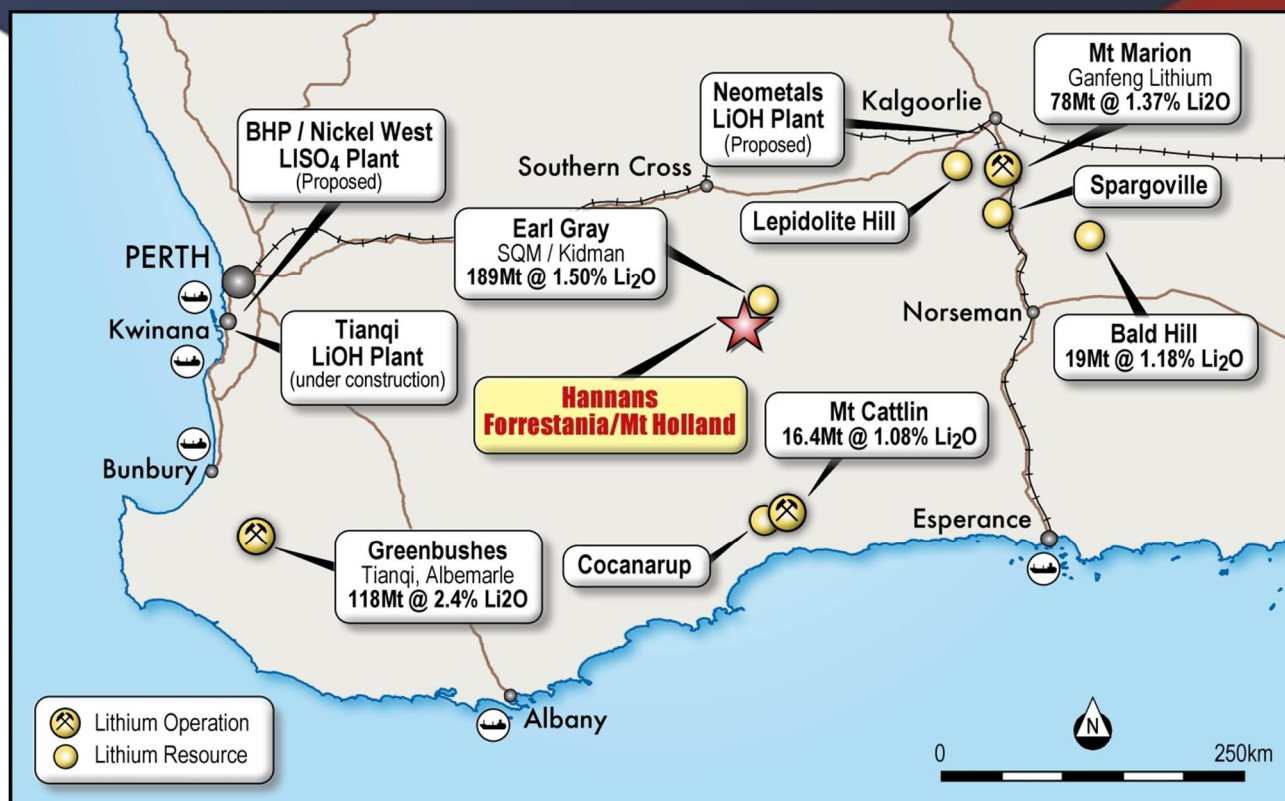 Mt Marion
Ganfeng Lithium
78Mt @ 1.37% Li2O
Neometals
LiOH Plant
(Proposed)
Kalgoorlie
BHP / Nickel West
LISO₄ Plant
(Proposed)
Southern Cross
Spargoville
Lepidolite Hill
Earl Gray
SQM / Kidman
189Mt @ 1.50% Li₂O
PERTH
Kwinana
Tianqi
LiOH Plant
(under construction)
Norseman
Bald Hill
19Mt @ 1.18% Li₂O
Hannans
Forrestania/Mt Holland
Mt Cattlin
16.4Mt @ 1.08% Li₂O
Bunbury
Esperance
Greenbushes
Tianqi, Albemarle
118Mt @ 2.4% Li2O
Cocanarup
Albany
Lithium Operation
Lithium Resource
N
0 250km